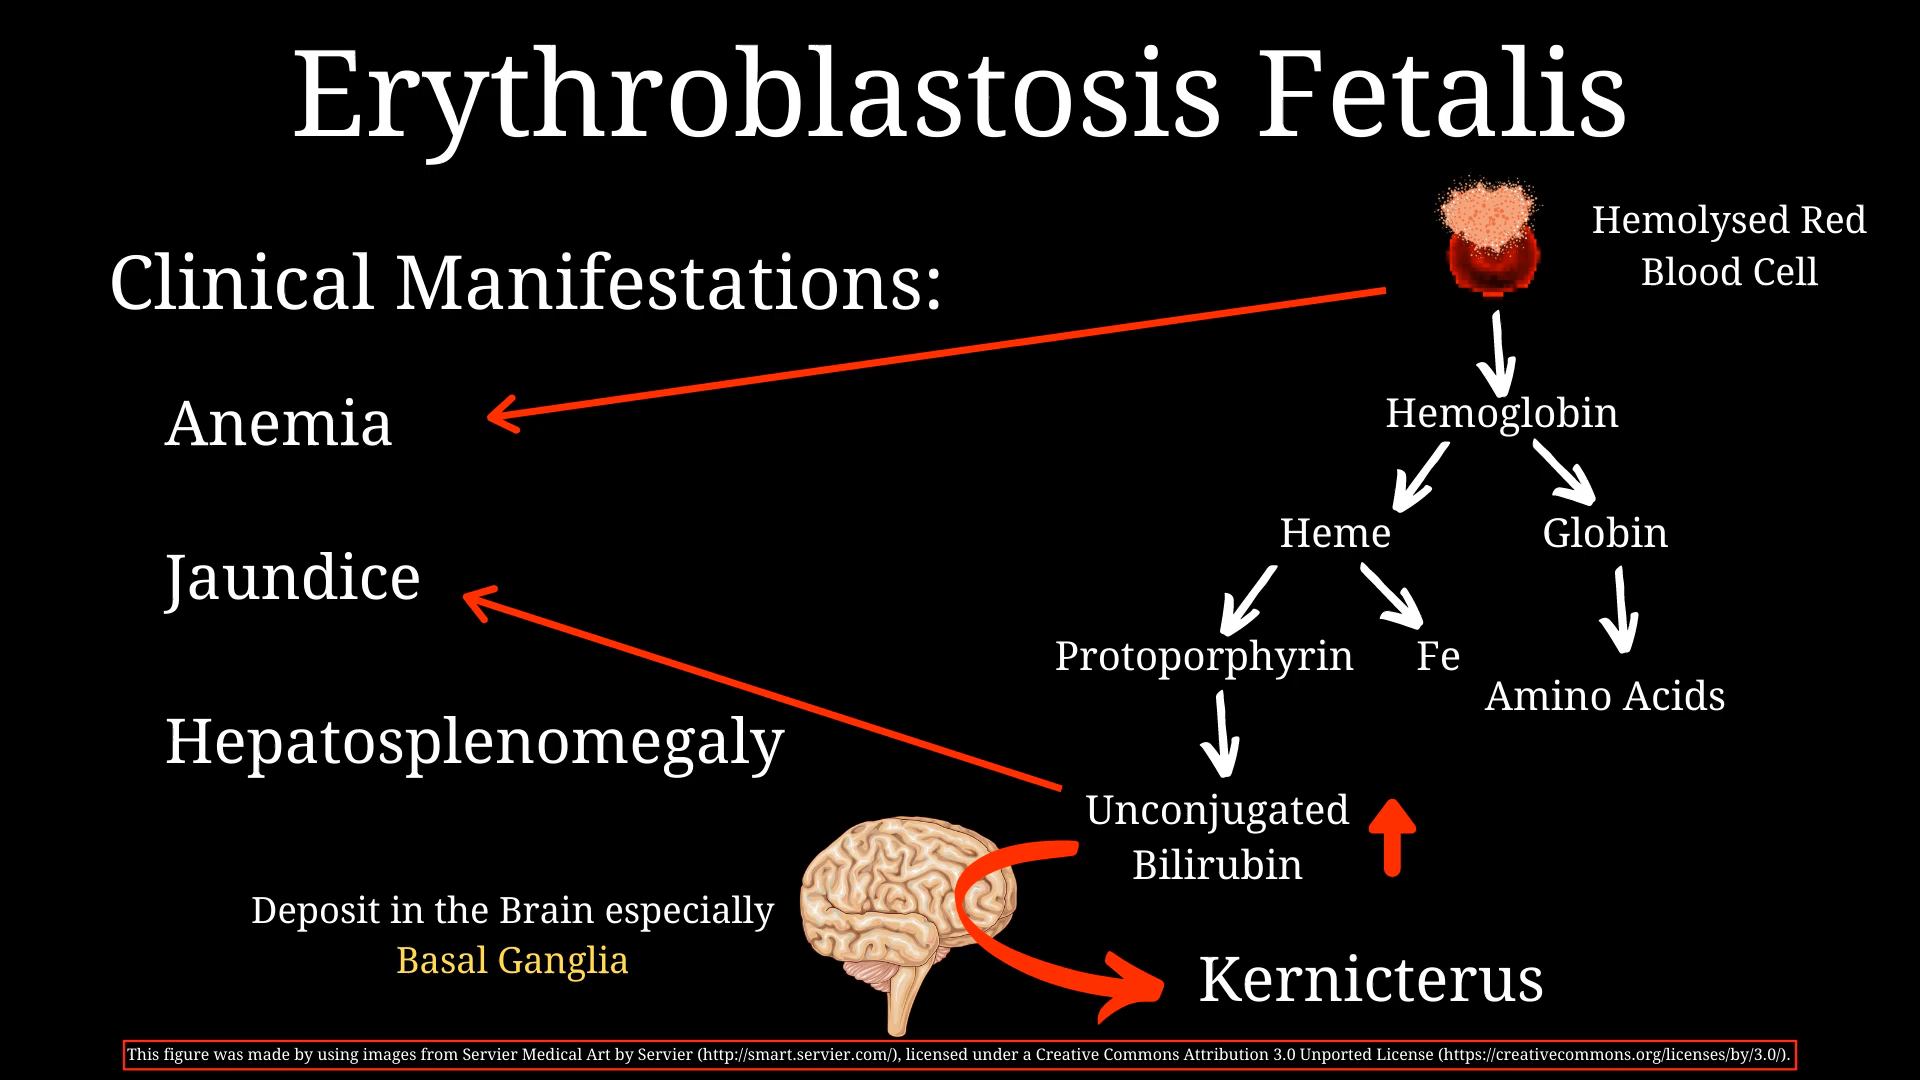 Erythroblastosis Fetalis
Hemolysed Red
Blood Cell
Clinical Manifestations:
Anemia
Jaundice
Hepatosplenomegaly
Hemoglobin
Heme
Globin
Protoporphyrin
Fe
Amino Acids
Unconjugated
Bilirubin
Deposit in the Brain especially
Basal Ganglia
Kernicterus
This figure was made by using images from Servier Medical Art by Servier (http://smart.servier.com/), licensed under a Creative Commons Attribution 3.0 Unported License (https://creativecommons.org/licenses/by/3.0/).